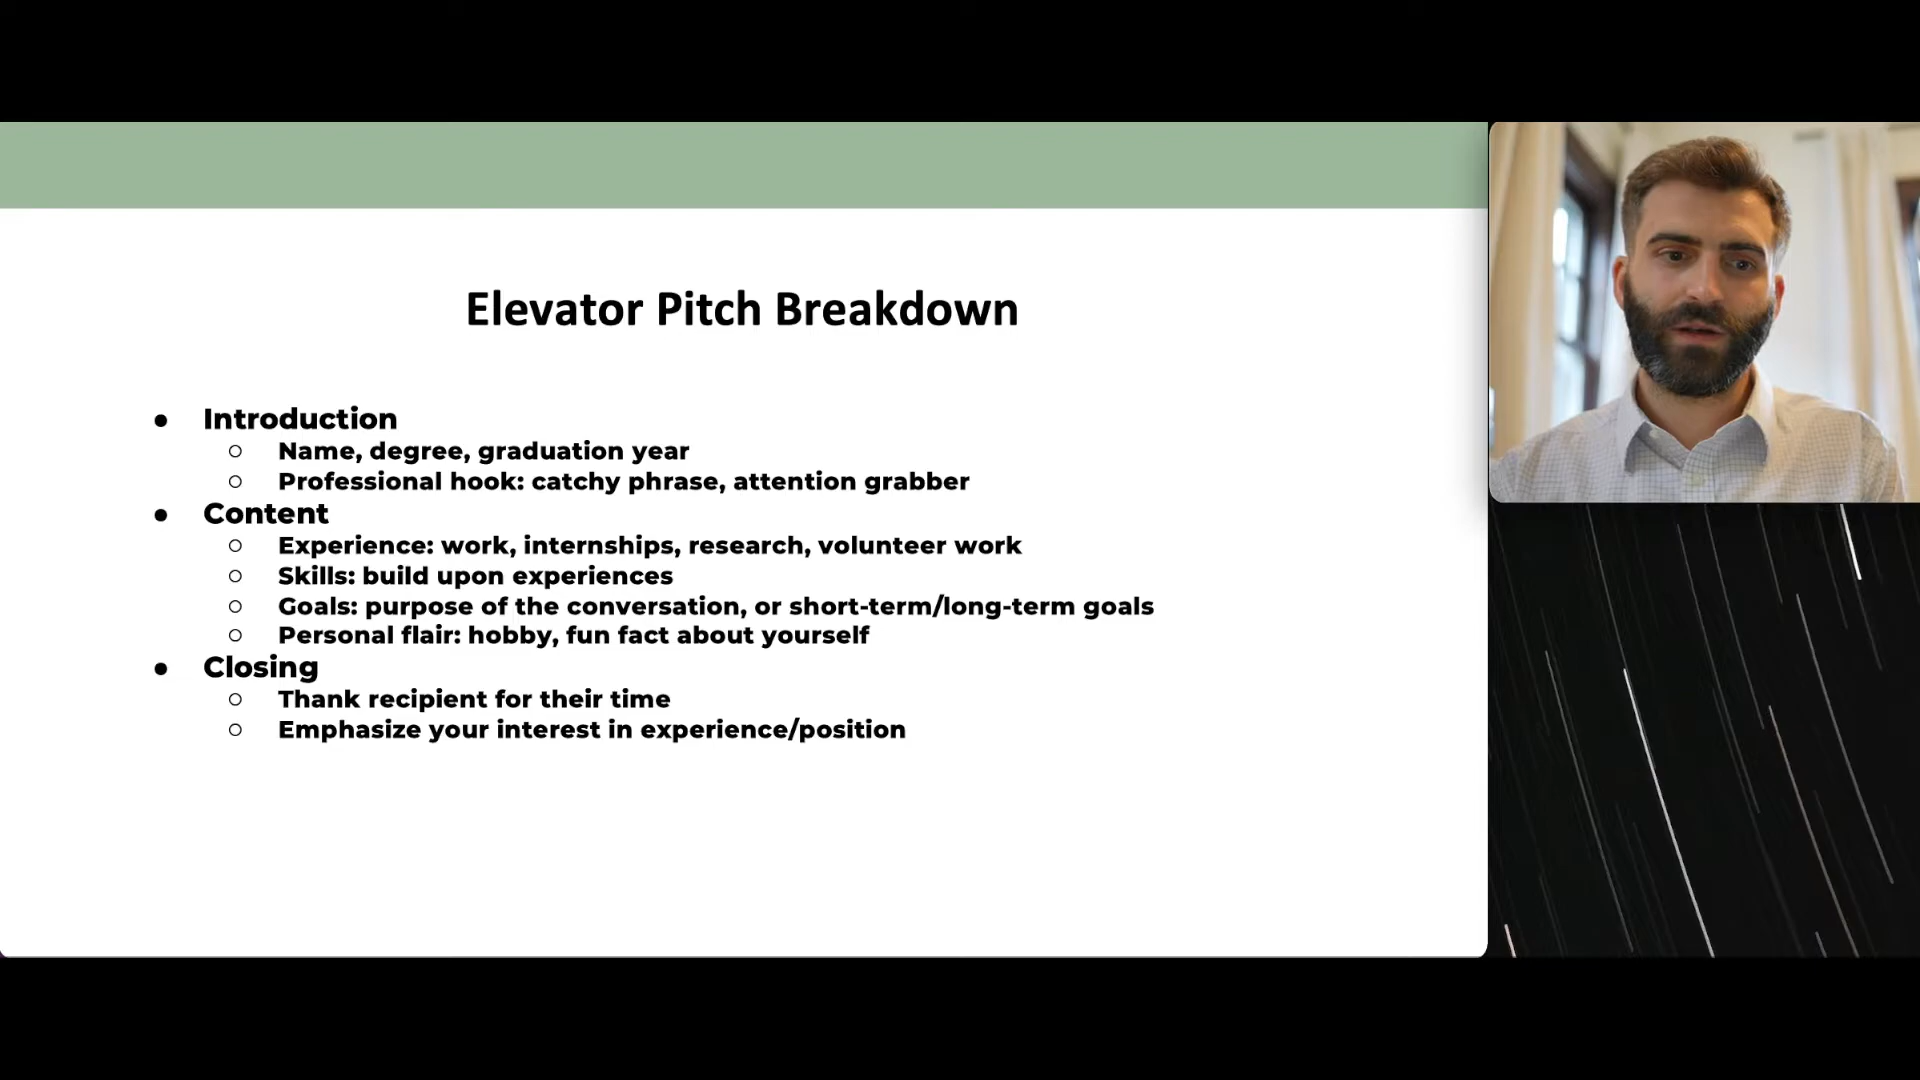 Elevator Pitch Breakdown
● Introduction
○ Name, degree, graduation year
○ Professional hook: catchy phrase, attention grabber
● Content
○ Experience: work, internships, research, volunteer work
○ Skills: build upon experiences
○ Goals: purpose of the conversation, or short-term/long-term goals
○ Personal flair: hobby, fun fact about yourself
● Closing
○ Thank recipient for their time
○ Emphasize your interest in experience/position